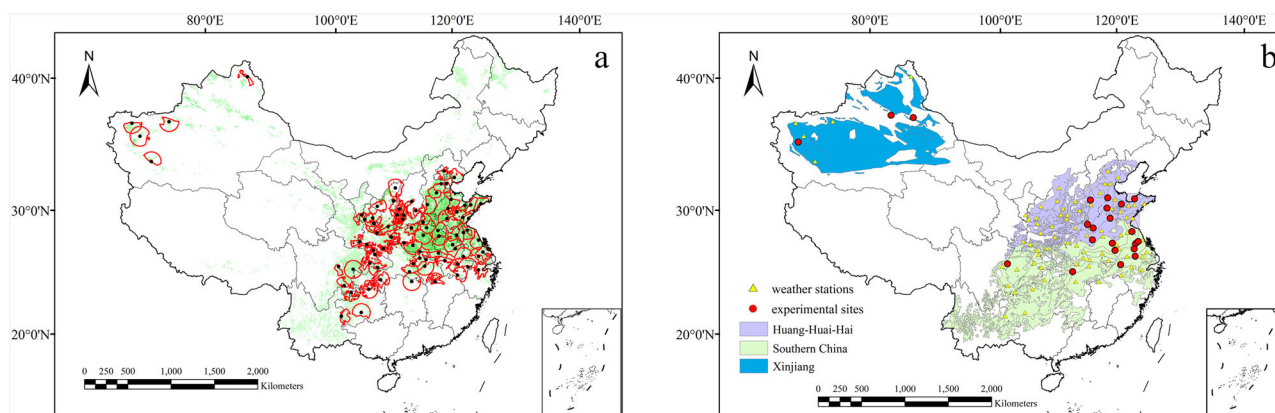 80°0'E 100°0'E 120°0'E 140°0'E
N
a
40°0'N
30°0'N
20°0'N
0 250 500 1,000 1,500 2,000
Kilometers
80°0'E 100°0'E 120°0'E 140°0'E
N
b
40°0'N
30°0'N
20°0'N
weather stations
experimental sites
Huang-Huai-Hai
Southern China
Xinjiang
0 250 500 1,000 1,500 2,000
Kilometers